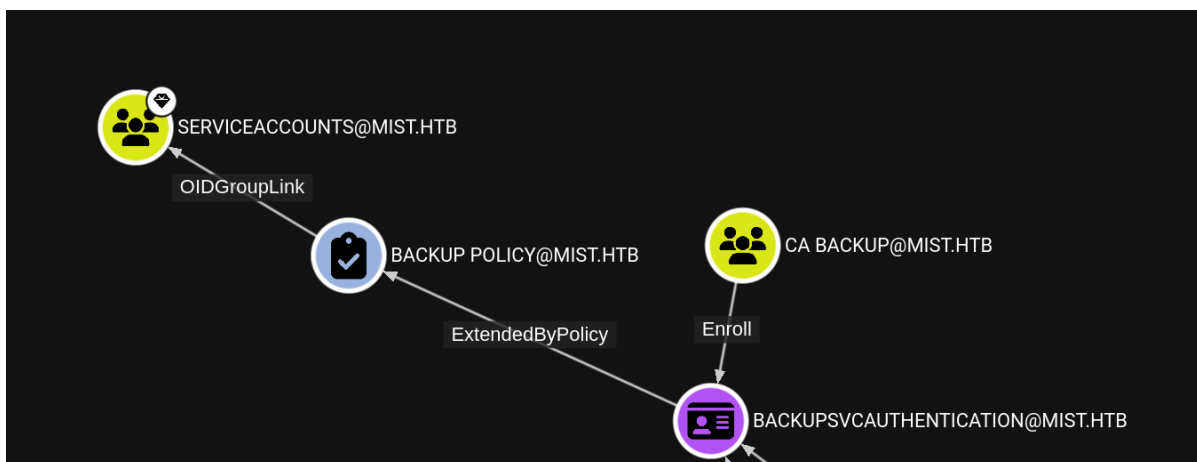 SERVICEACCOUNTS@MIST.HTB
OIDGroupLink
BACKUP POLICY@MIST.HTB
CA BACKUP@MIST.HTB
ExtendedByPolicy
Enroll
BACKUPSVCAUTHENTICATION@MIST.HTB